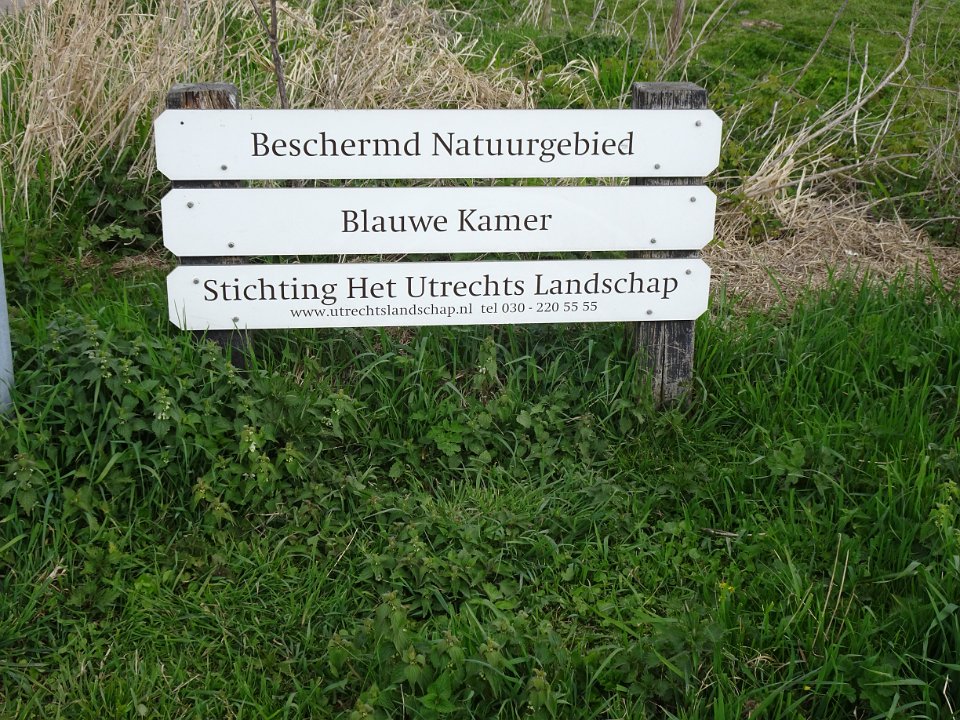 Beschermd Natuurgebied
Blauwe Kamer
Stichting Het Utrechts Landschap
www.utrechtslandschap.nl tel 030 - 220 55 55